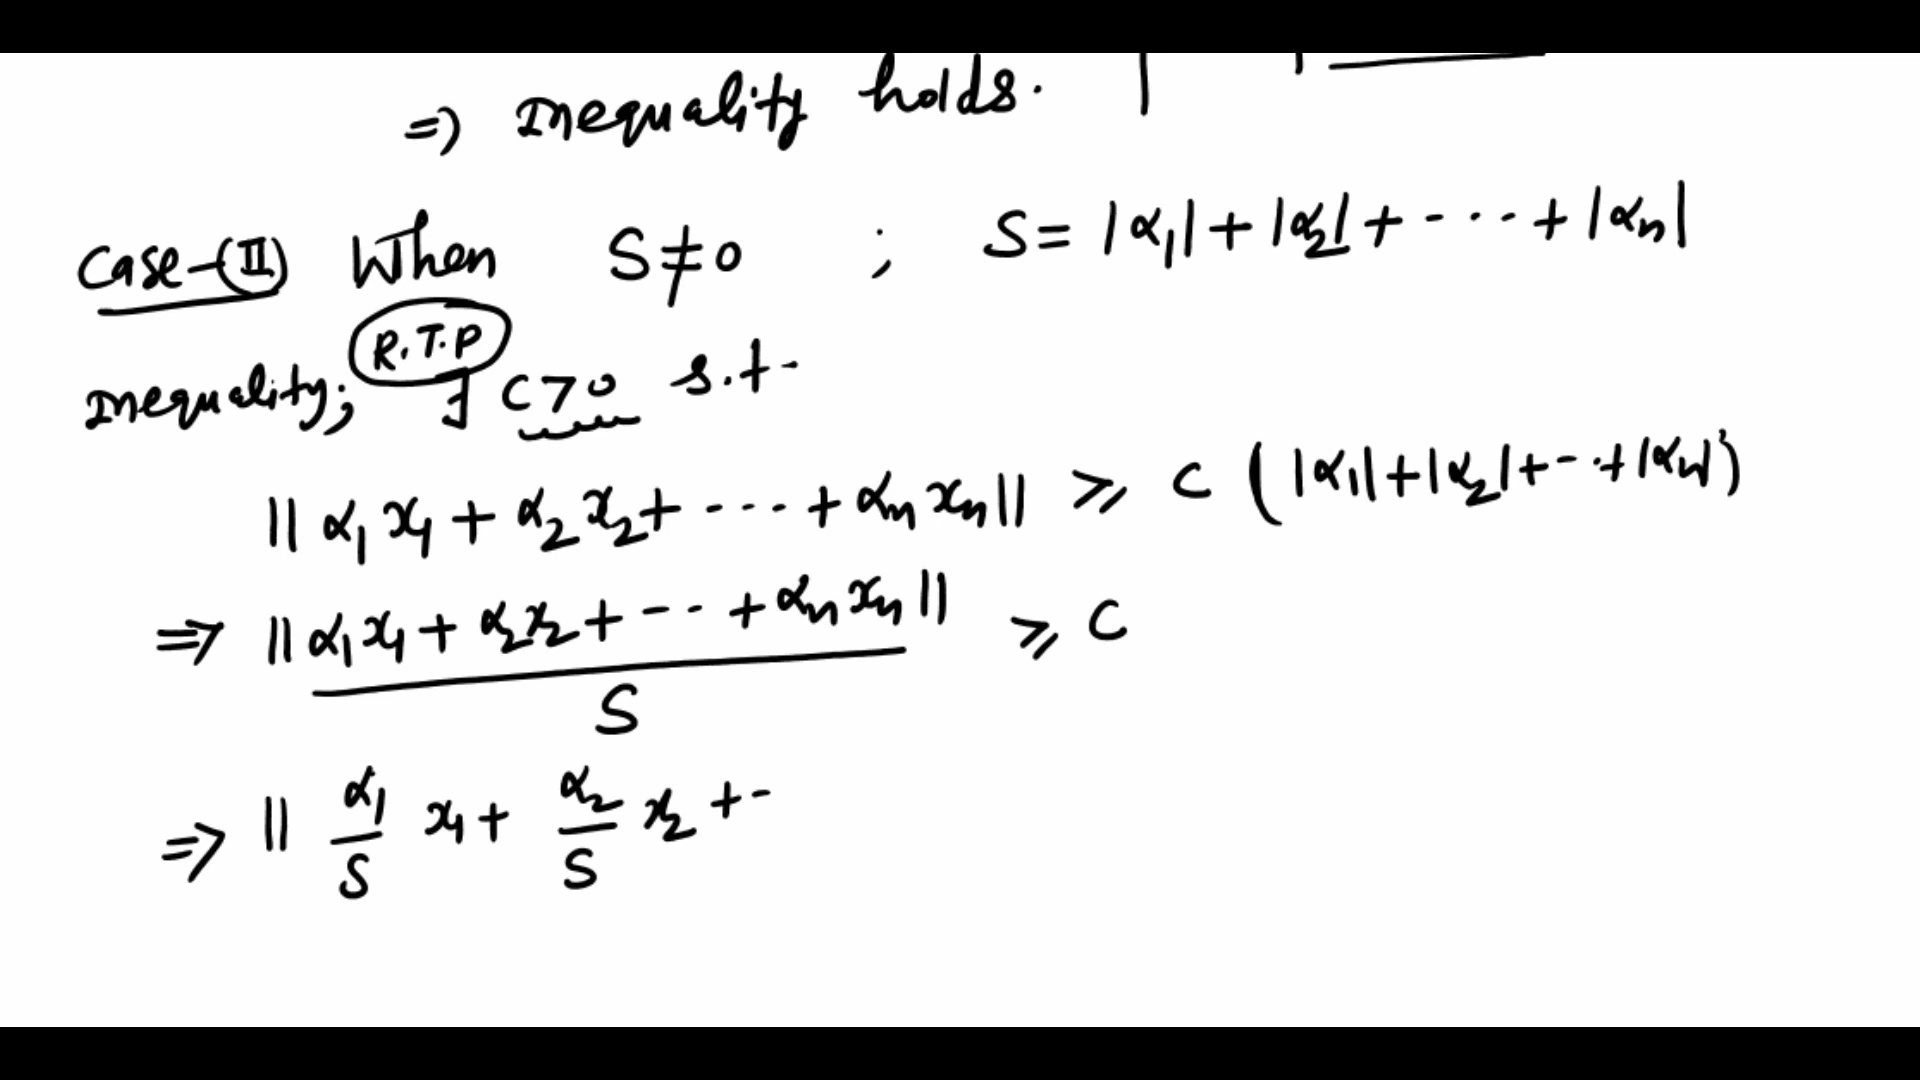 ⇒ Inequality holds.
Case-(II) When S≠0 ; S = |α₁| + |α₂| + - - - + |αₙ|
R.T.P
Inequality; ∃ C>0 s.t-
|| α₁x₁ + α₂x₂ + - - - + αₙxₙ || ⩾ C (|α₁|+|α₂|+ - - + |αₙ|)
⇒ || α₁x₁ + α₂x₂ + - - - + αₙxₙ || ⩾ C
S
⇒ || α₁/S x₁ + α₂/S x₂ + -